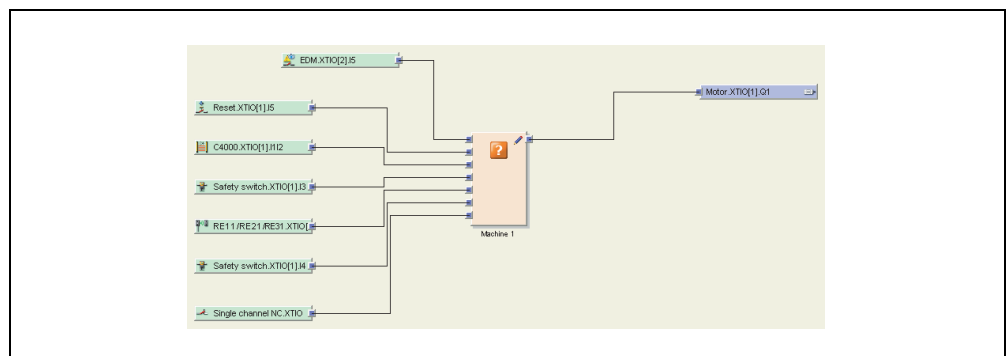 EDM.XTIO[2].I5
Motor.XTIO[1].Q1
Reset.XTIO[1].I5
C4000.XTIO[1].I1I2
Safety switch.XTIO[1].I3
RE11/RE21/RE31.XTIO[
Safety switch.XTIO[1].I4
Single channel NC.XTIO
?
Machine 1